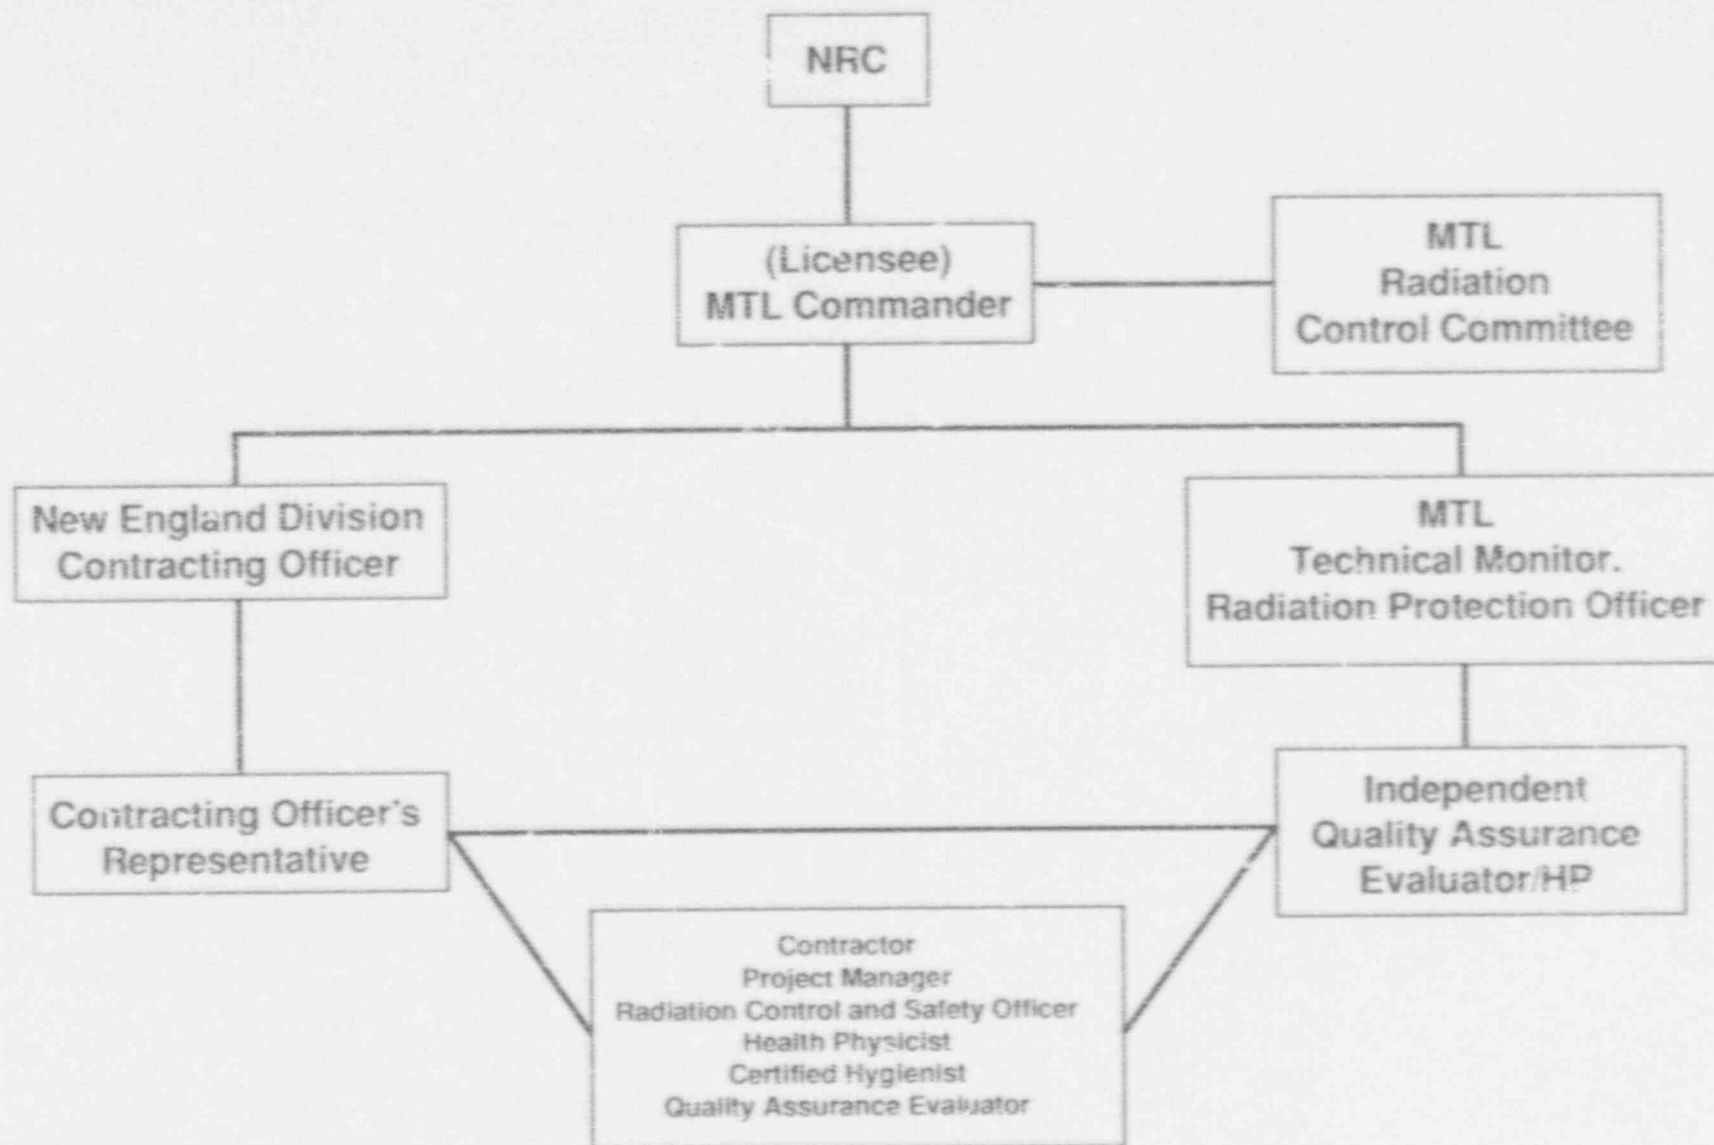 NRC
(Licensee)
MTL Commander
MTL
Radiation
Control Committee
New England Division
Contracting Officer
MTL
Technical Monitor.
Radiation Protection Officer
Contracting Officer's
Representative
Independent
Quality Assurance
Evaluator/HP
Contractor
Project Manager
Radiation Control and Safety Officer
Health Physicist
Certified Hygienist
Quality Assurance Evaluator